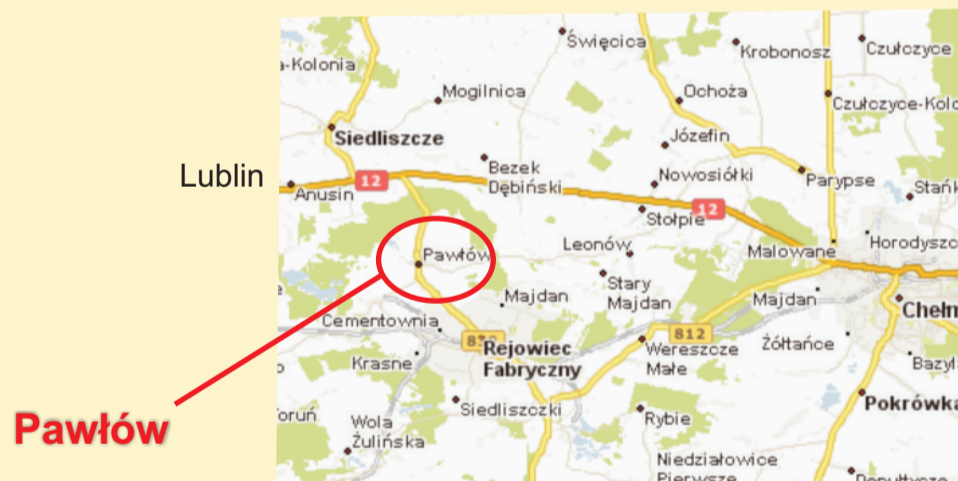 Święcica
Krobonosz
Czułczyce
a-Kolonia
Mogilnica
Ochoża
Czułczyce-Kolo
Siedliszcze
Józefin
Lublin
12
Bezek
Dębiński
Nowosiółki
Parypse
Stańk
Anusin
Stołpie
12
Pawłów
Leonów
Malowane
Horodyszc
Stary
Majdan
Majdan
Majdan
Chełm
Cementownia
812
Rejowiec
Fabryczny
Wereszcze
Małe
Żółtańce
Krasne
Bazyl
Pawłów
oruń
Wola
Żulińska
Siedliszczki
Rybie
Pokrówka
Niedziałowice
Pierwsze